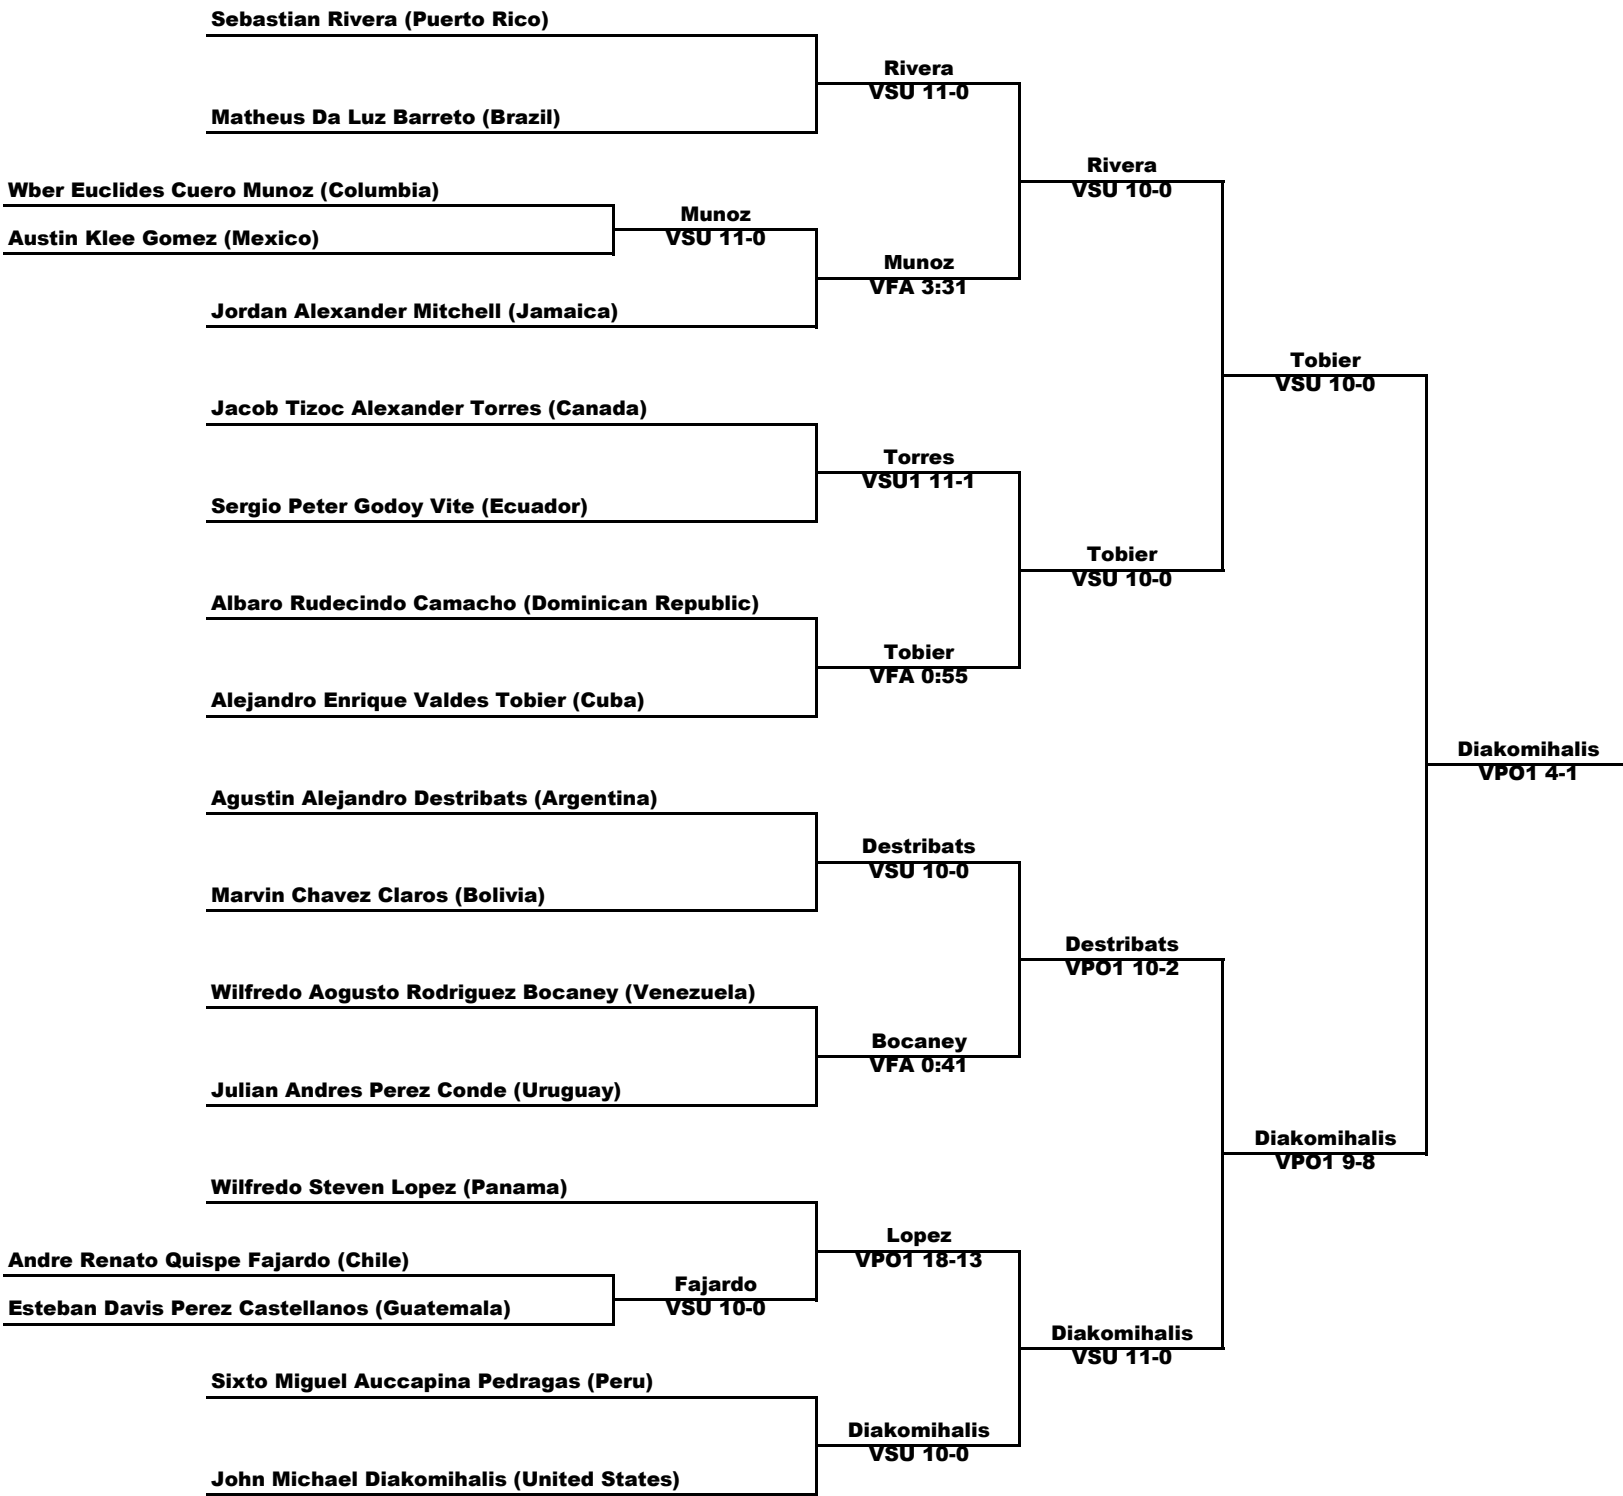 Sebastian Rivera (Puerto Rico)
Rivera
VSU 11-0
Matheus Da Luz Barreto (Brazil)
Rivera
VSU 10-0
Wber Euclides Cuero Munoz (Columbia)
Munoz
VSU 11-0
Austin Klee Gomez (Mexico)
Munoz
VFA 3:31
Jordan Alexander Mitchell (Jamaica)
Tobier
VSU 10-0
Jacob Tizoc Alexander Torres (Canada)
Torres
VSU1 11-1
Sergio Peter Godoy Vite (Ecuador)
Tobier
VSU 10-0
Albaro Rudecindo Camacho (Dominican Republic)
Tobier
VFA 0:55
Alejandro Enrique Valdes Tobier (Cuba)
Diakomihalis
VPO1 4-1
Agustin Alejandro Destribats (Argentina)
Destribats
VSU 10-0
Marvin Chavez Claros (Bolivia)
Destribats
VPO1 10-2
Wilfredo Aogusto Rodriguez Bocaney (Venezuela)
Bocaney
VFA 0:41
Julian Andres Perez Conde (Uruguay)
Diakomihalis
VPO1 9-8
Wilfredo Steven Lopez (Panama)
Lopez
VPO1 18-13
Andre Renato Quispe Fajardo (Chile)
Fajardo
VSU 10-0
Esteban Davis Perez Castellanos (Guatemala)
Diakomihalis
VSU 11-0
Sixto Miguel Auccapina Pedragas (Peru)
Diakomihalis
VSU 10-0
John Michael Diakomihalis (United States)